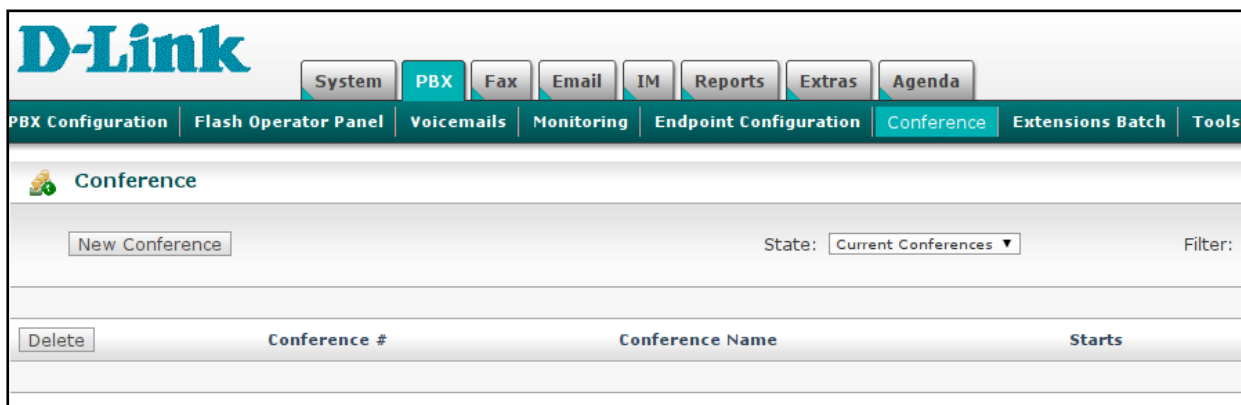 D-Link
System PBX Fax Email IM Reports Extras Agenda
PBX Configuration Flash Operator Panel Voicemails Monitoring Endpoint Configuration Conference Extensions Batch Tools
Conference
New Conference State: Current Conferences Filter:
Delete Conference # Conference Name Starts